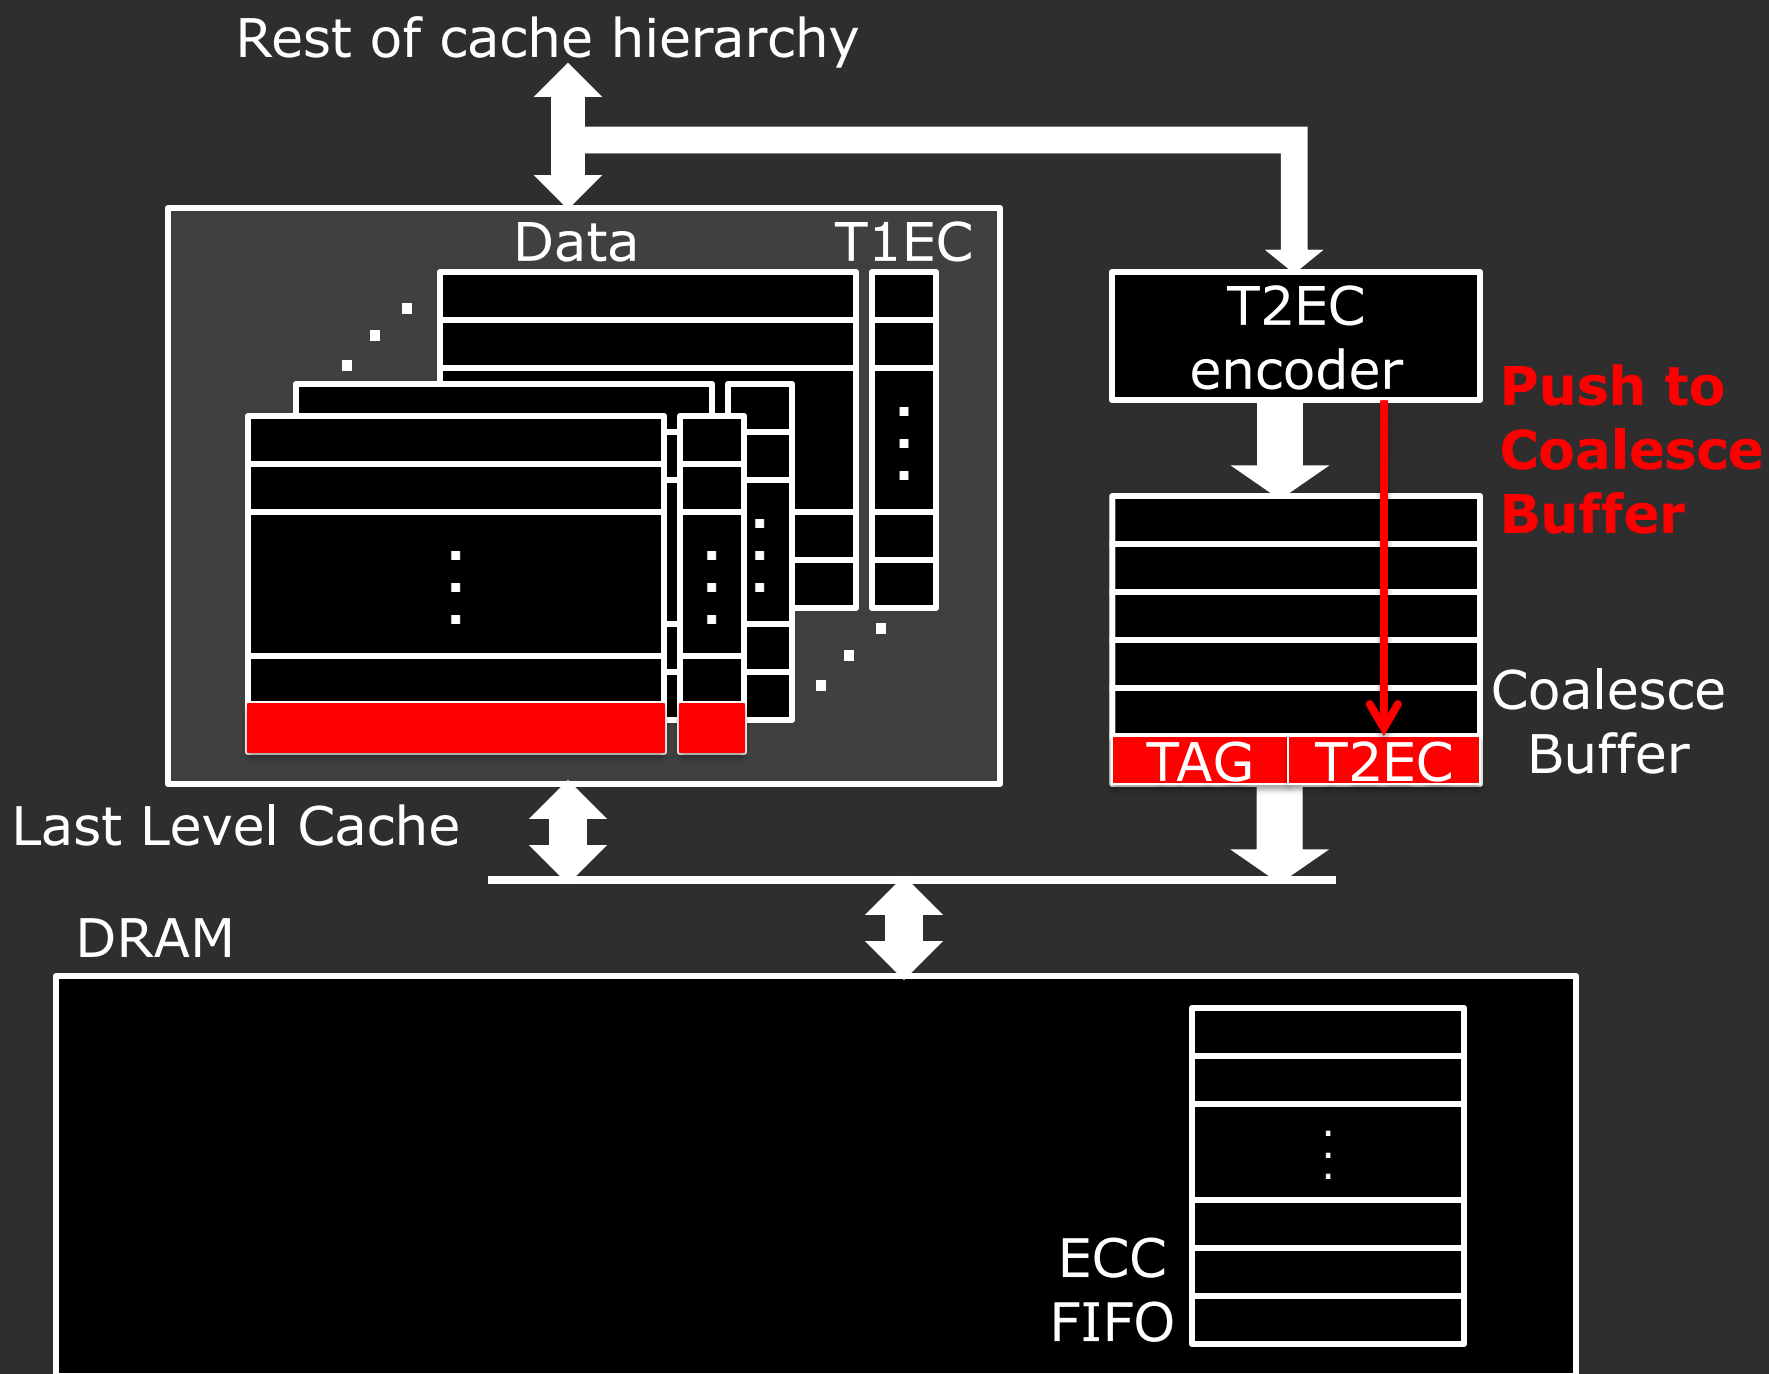 Rest of cache hierarchy
Data
T1EC
T2EC
encoder
Push to
Coalesce
Buffer
Coalesce
Buffer
TAG
T2EC
Last Level Cache
DRAM
ECC
FIFO